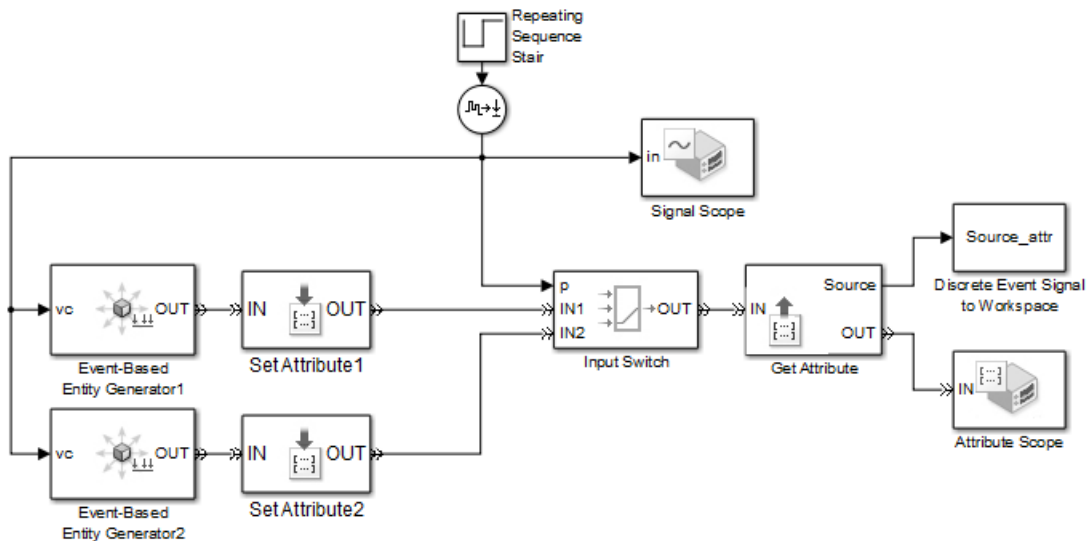 Repeating
Sequence
Stair
in
Signal Scope
Source_attr
Discrete Event Signal
to Workspace
vc
OUT
Event-Based
Entity Generator1
IN
OUT
Set Attribute1
p
IN1
IN2
OUT
Input Switch
IN
Source
OUT
Get Attribute
IN
Attribute Scope
vc
OUT
Event-Based
Entity Generator2
IN
OUT
Set Attribute2